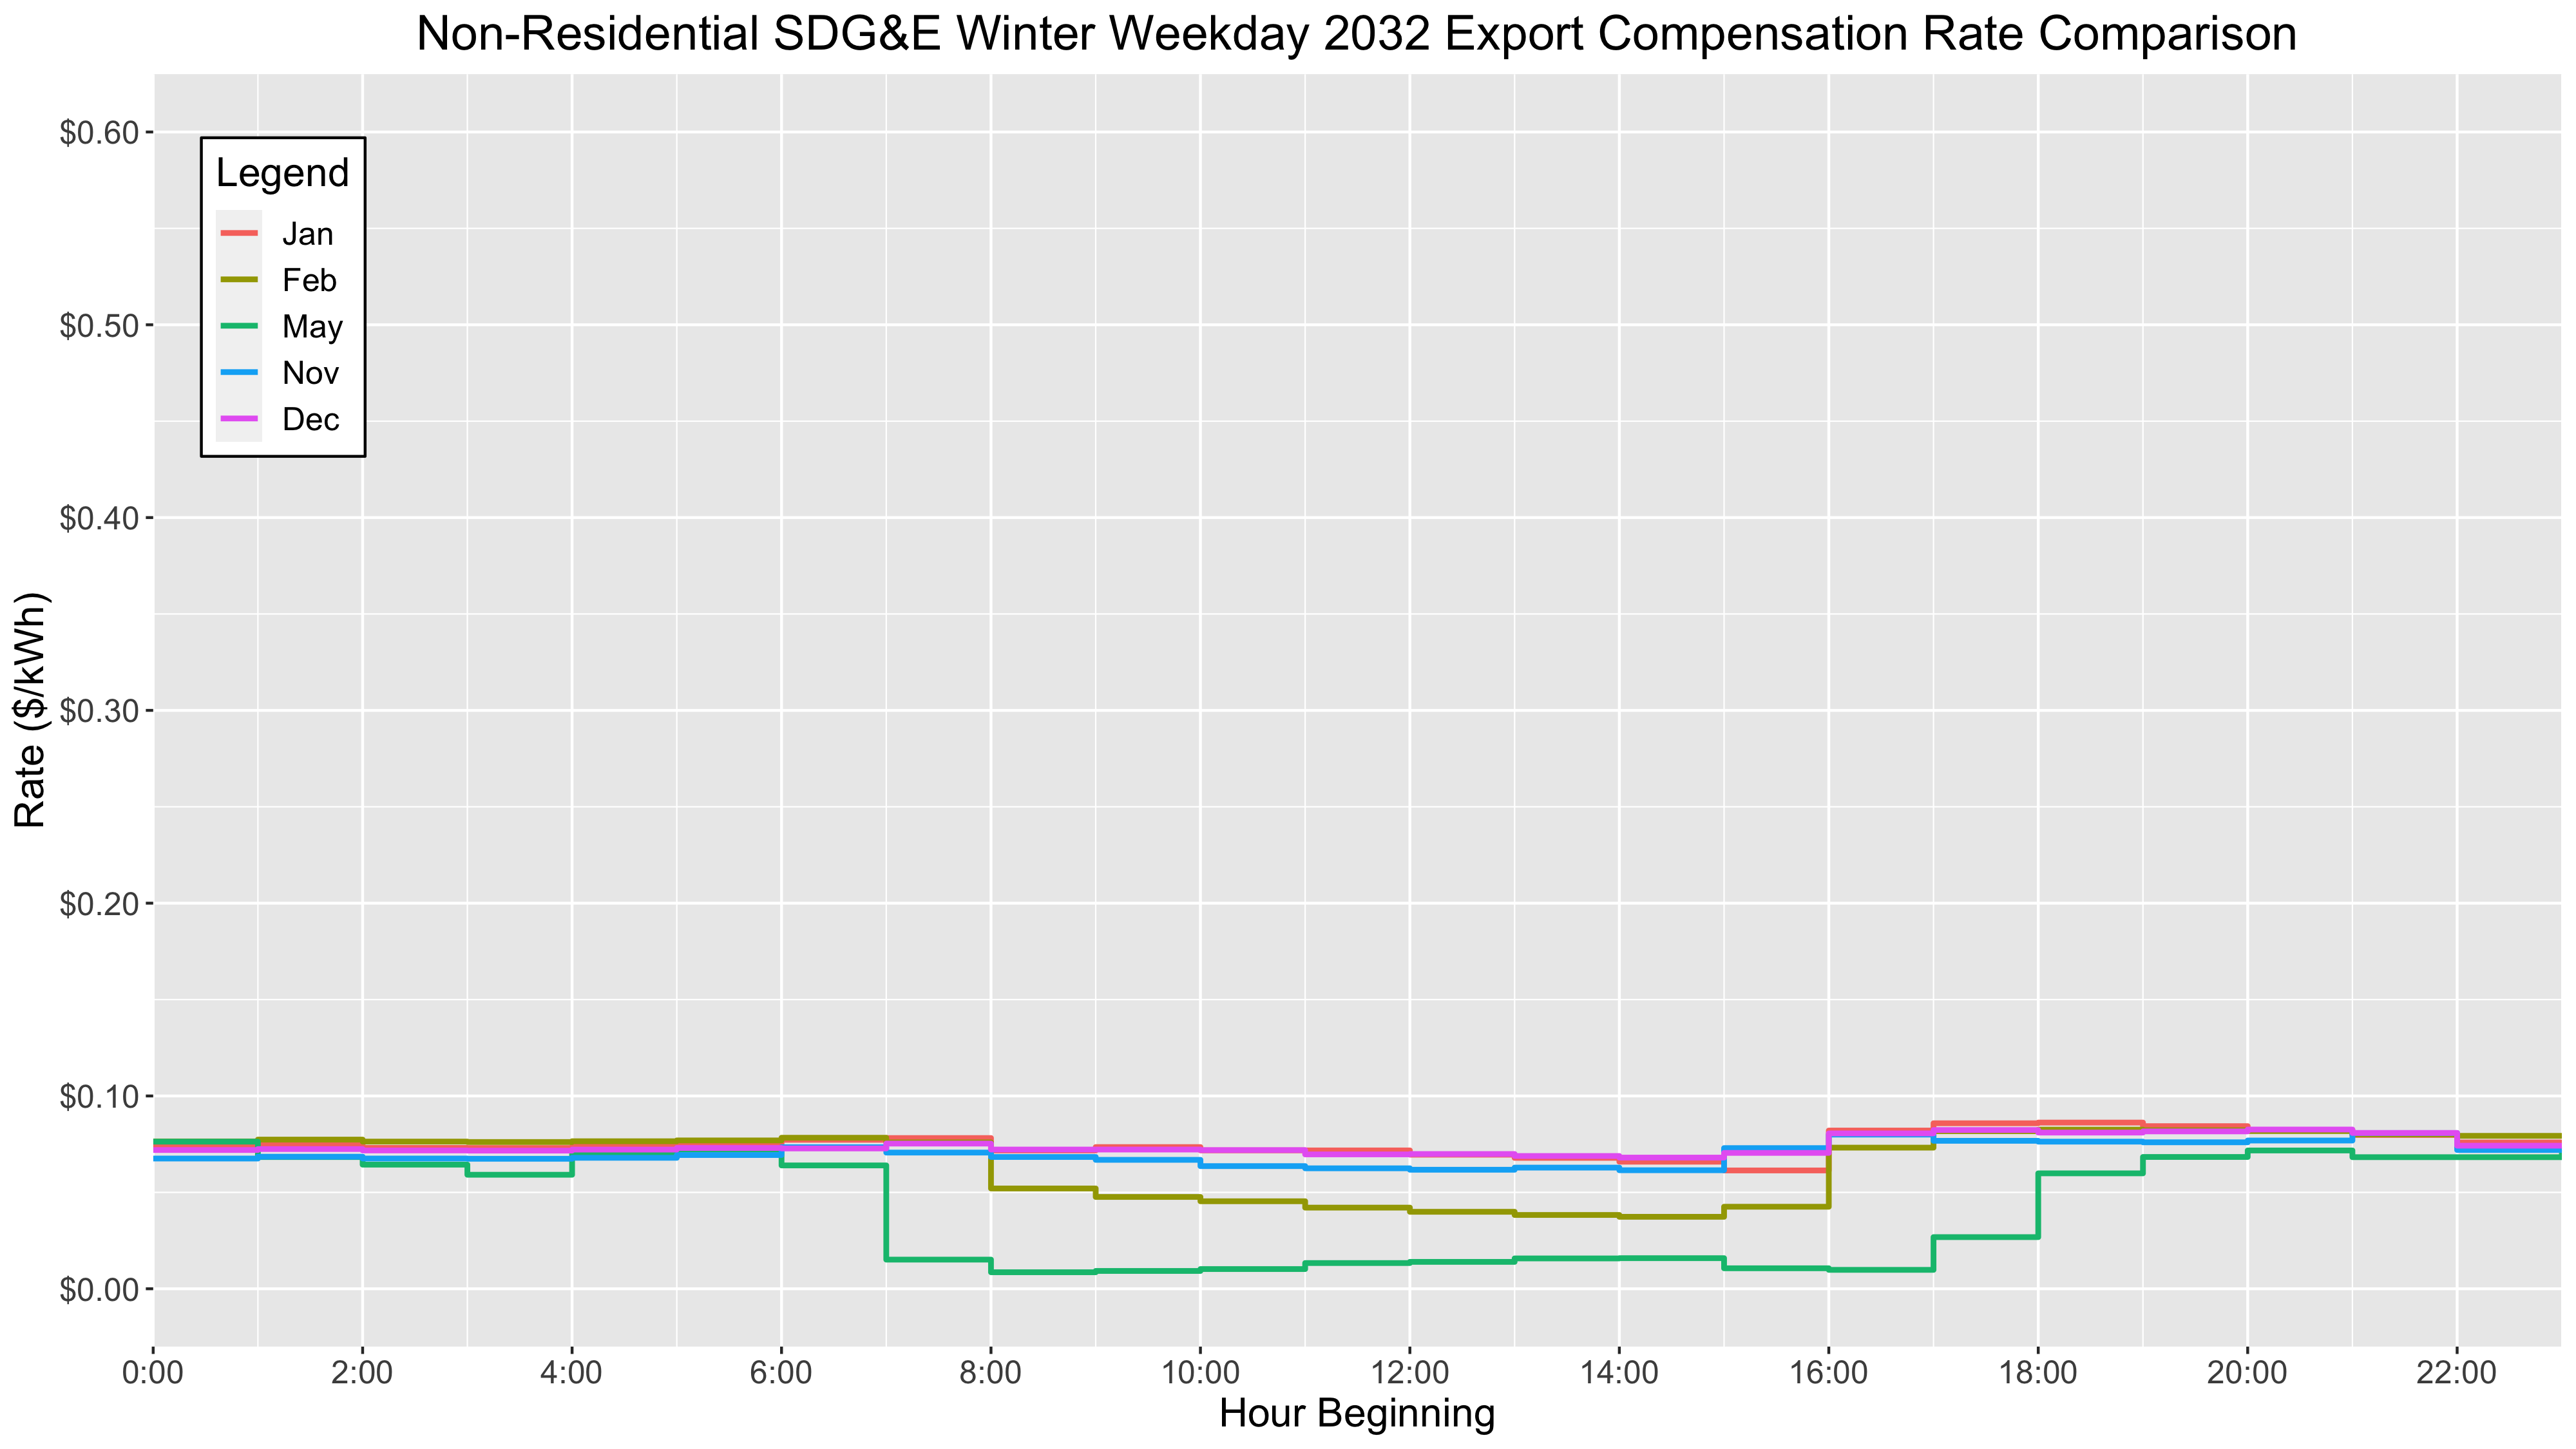 Non-Residential SDG&E Winter Weekday 2032 Export Compensation Rate Comparison
Legend
Jan
Feb
May
Nov
Dec
Rate ($/kWh)
$0.60
$0.50
$0.40
$0.30
$0.20
$0.10
$0.00
0:00 2:00 4:00 6:00 8:00 10:00 12:00 14:00 16:00 18:00 20:00 22:00
Hour Beginning